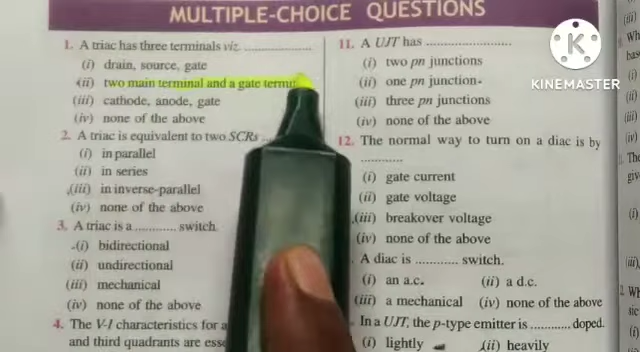 MULTIPLE-CHOICE QUESTIONS
1. A triac has three terminals viz. ..................
(i) drain, source, gate
(ii) two main terminal and a gate
(iii) cathode, anode, gate
(iv) none of the above
2. A triac is equivalent to two SCRs
(i) in parallel
(ii) in series
(iii) in inverse-parallel
(iv) none of the above
3. A triac is a ............ switch.
(i) bidirectional
(ii) undirectional
(iii) mechanical
(iv) none of the above
4. The V-I characteristics for a
and third quadrants are
11. A UJT has .....................
(i) two pn junctions
(ii) one pn junction
(iii) three pn junctions
(iv) none of the above
12. The normal way to turn on a diac is by
............
(i) gate current
(ii) gate voltage
(iii) breakover voltage
(iv) none of the above
A diac is ............ switch.
(i) an a.c. (ii) a d.c.
(iii) a mechanical (iv) none of the above
In a UJT, the p-type emitter is ........... doped.
(i) lightly (ii) heavily
K
KINEMASTER
(iii)
(i)
(ii)
(iii)
(iv)
(i)
(iii)
(i)